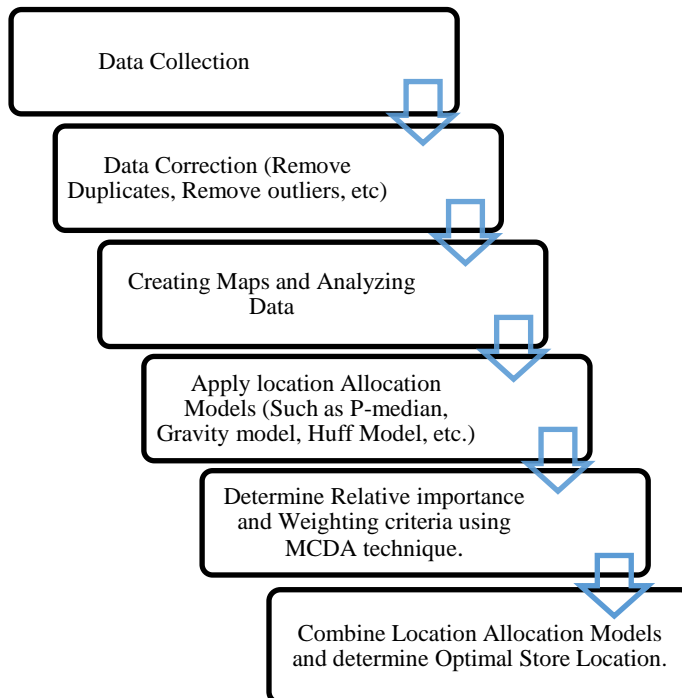 Data Collection
Data Correction (Remove
Duplicates, Remove outliers, etc)
Creating Maps and Analyzing
Data
Apply location Allocation
Models (Such as P-median,
Gravity model, Huff Model, etc.)
Determine Relative importance
and Weighting criteria using
MCDA technique.
Combine Location Allocation Models
and determine Optimal Store Location.